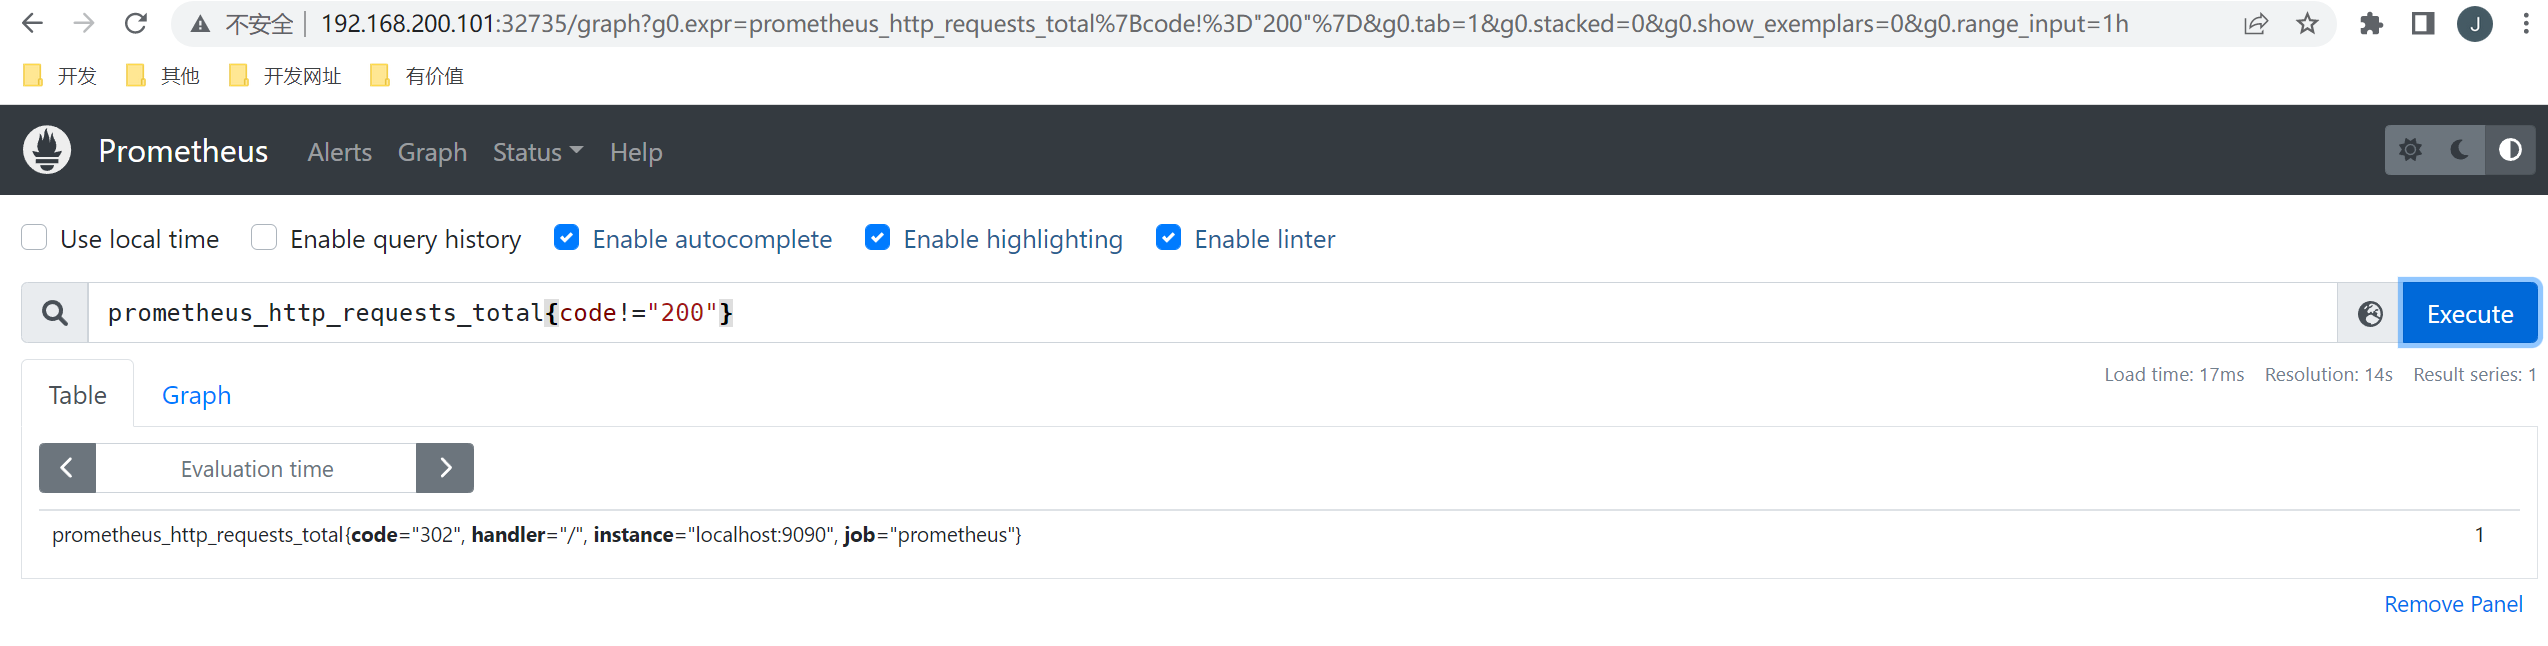 不安全 192.168.200.101:32735/graph?g0.expr=prometheus_http_requests_total%7Bcode!%3D"200"%7D&g0.tab=1&g0.stacked=0&g0.show_exemplars=0&g0.range_input=1h J
开发 其他 开发网址 有价值
Prometheus Alerts Graph Status Help
Use local time Enable query history Enable autocomplete Enable highlighting Enable linter
prometheus_http_requests_total{code!="200"} Execute
Table Graph Load time: 17ms Resolution: 14s Result series: 1
Evaluation time
prometheus_http_requests_total{code="302", handler="/", instance="localhost:9090", job="prometheus"} 1
Remove Panel